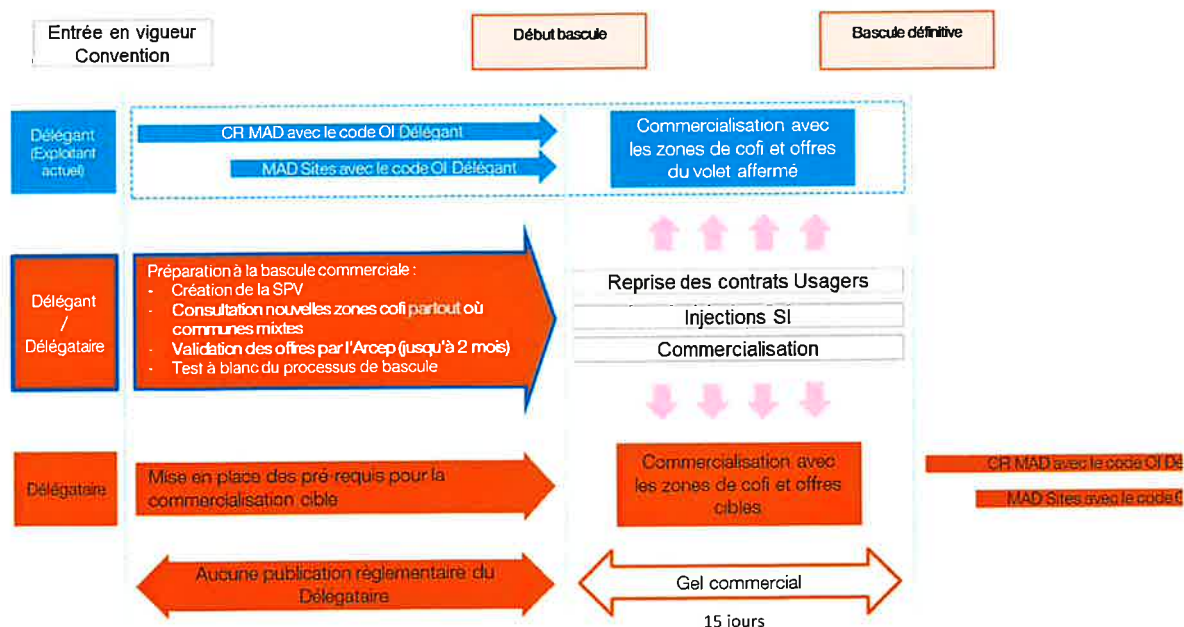 Entrée en vigueur
Convention
Début bascule
Bascule définitive
Délégant
(Exploitant
actuel)
CR MAD avec le code OI Délégant
MAD Sites avec le code OI Délégant
Commercialisation avec
les zones de cofi et offres
du volet affermé
Délégant
/
Délégataire
Préparation à la bascule commerciale :
- Création de la SPV
- Consultation nouvelles zones cofi partout où
communes mixtes
- Validation des offres par l'Arcep (jusqu'à 2 mois)
- Test à blanc du processus de bascule
Reprise des contrats Usagers
Injections SI
Commercialisation
Délégataire
Mise en place des pré-requis pour la
commercialisation cible
Commercialisation avec
les zones de cofi et offres
cibles
CR MAD avec le code OI Dé
MAD Sites avec le code O
Aucune publication règlementaire du
Délégataire
Gel commercial
15 jours